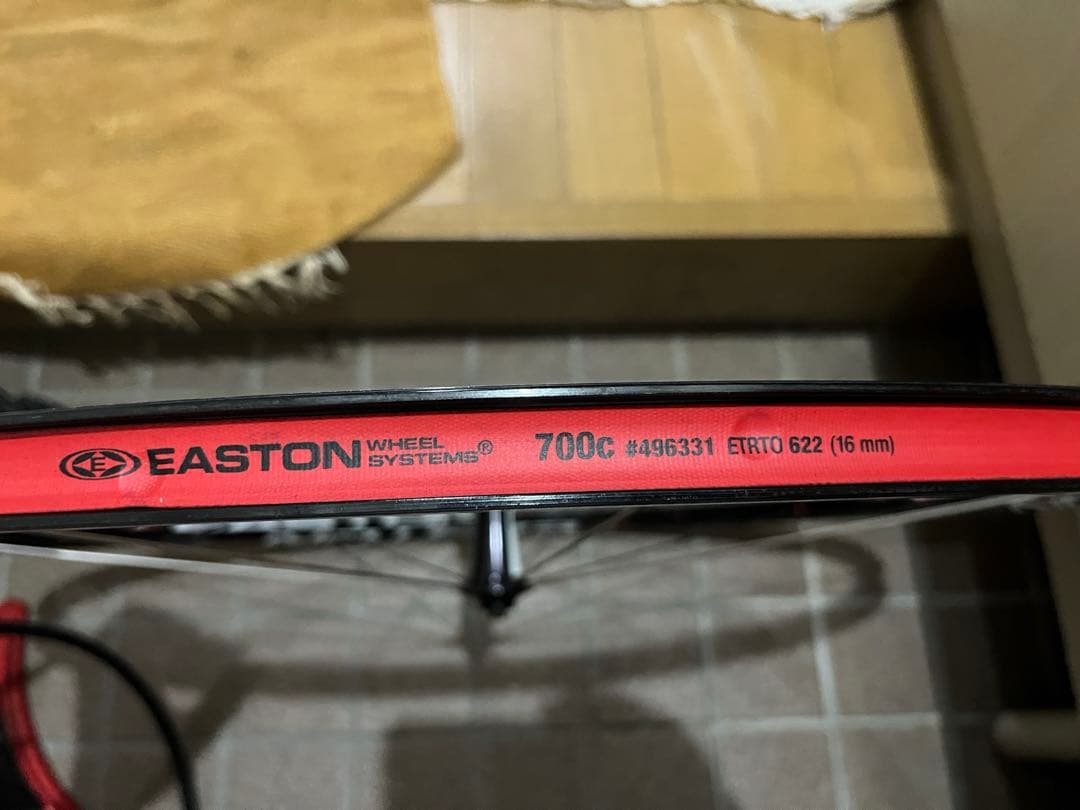 E EASTON WHEEL SYSTEMS® 700c #496331 ETRTO 622 (16 mm)